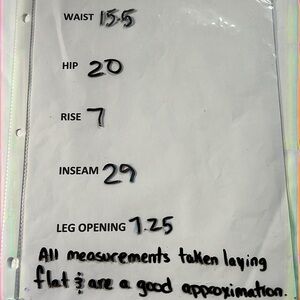 WAIST 15.5
HIP 20
RISE 7
INSEAM 29
LEG OPENING 7.25
All measurements taken laying
flat & are a good approximation.